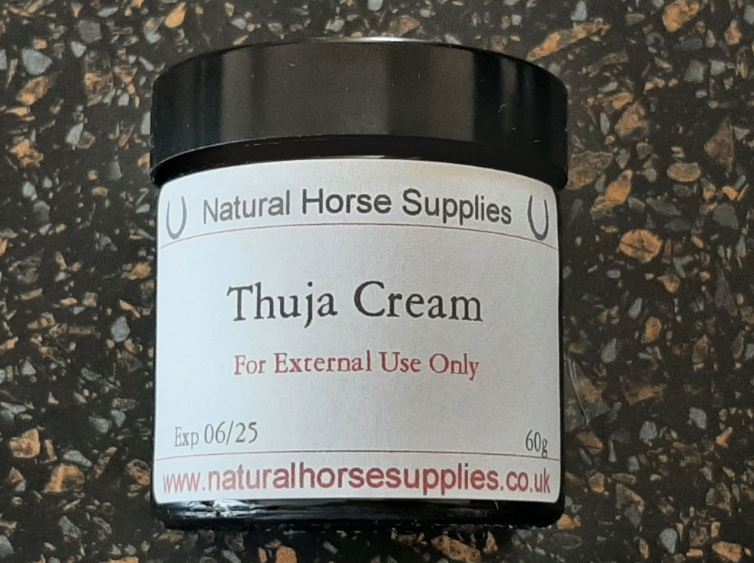 Natural Horse Supplies
Thuja Cream
For External Use Only
Exp 06/25 60g
www.naturalhorsesupplies.co.uk